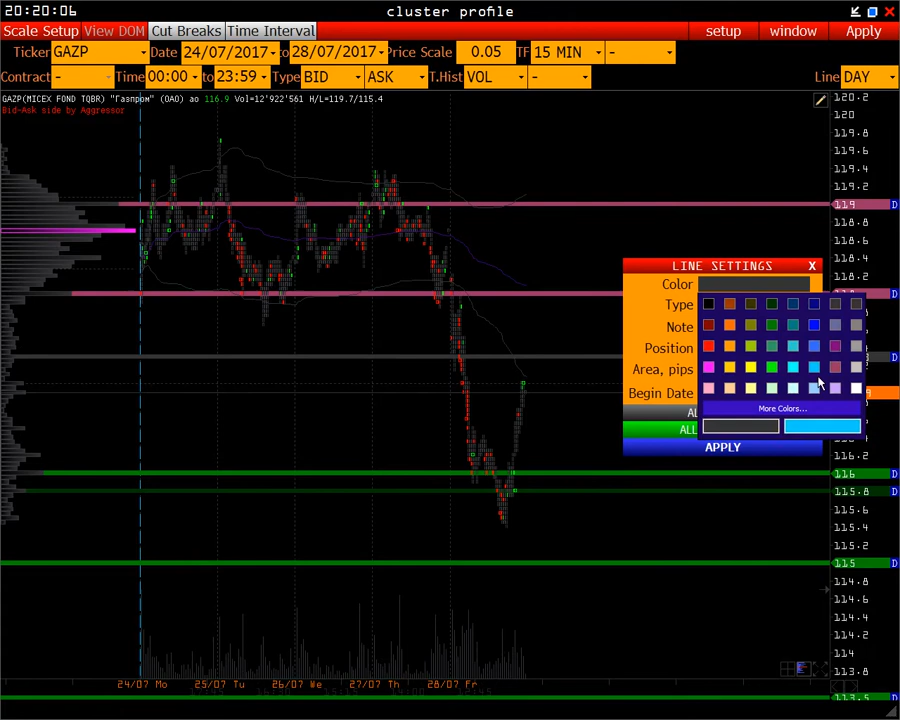 20:20:06 cluster profile
Scale Setup View DOM Cut Breaks Time Interval setup window Apply
Ticker GAZP Date 24/07/2017 to 28/07/2017 Price Scale 0.05 TF 15 MIN -
Contract - Time 00:00 to 23:59 Type BID ASK T.Hist VOL - Line DAY
GAZP(MICEX FOND TQBR) "Газпром" (ОАО) ао 116.9 Vol=12'922'561 H/L=119.7/115.4
Bid-Ask side by Aggressor
120.2
120
119.8
119.6
119.4
119.2
119 D
118.8
118.6
118.4
118.2
LINE SETTINGS X
Color
D
Type
Note
Position
D
Area, pips
Begin Date
More Colors...
ALL
APPLY
116.2
116 D
115.8 D
115.6
115.4
115.2
115 D
114.8
114.6
114.4
114.2
114
113.8
24/07 Mo 25/07 Tu 26/07 We 27/07 Th 28/07 Fr
113.5 D